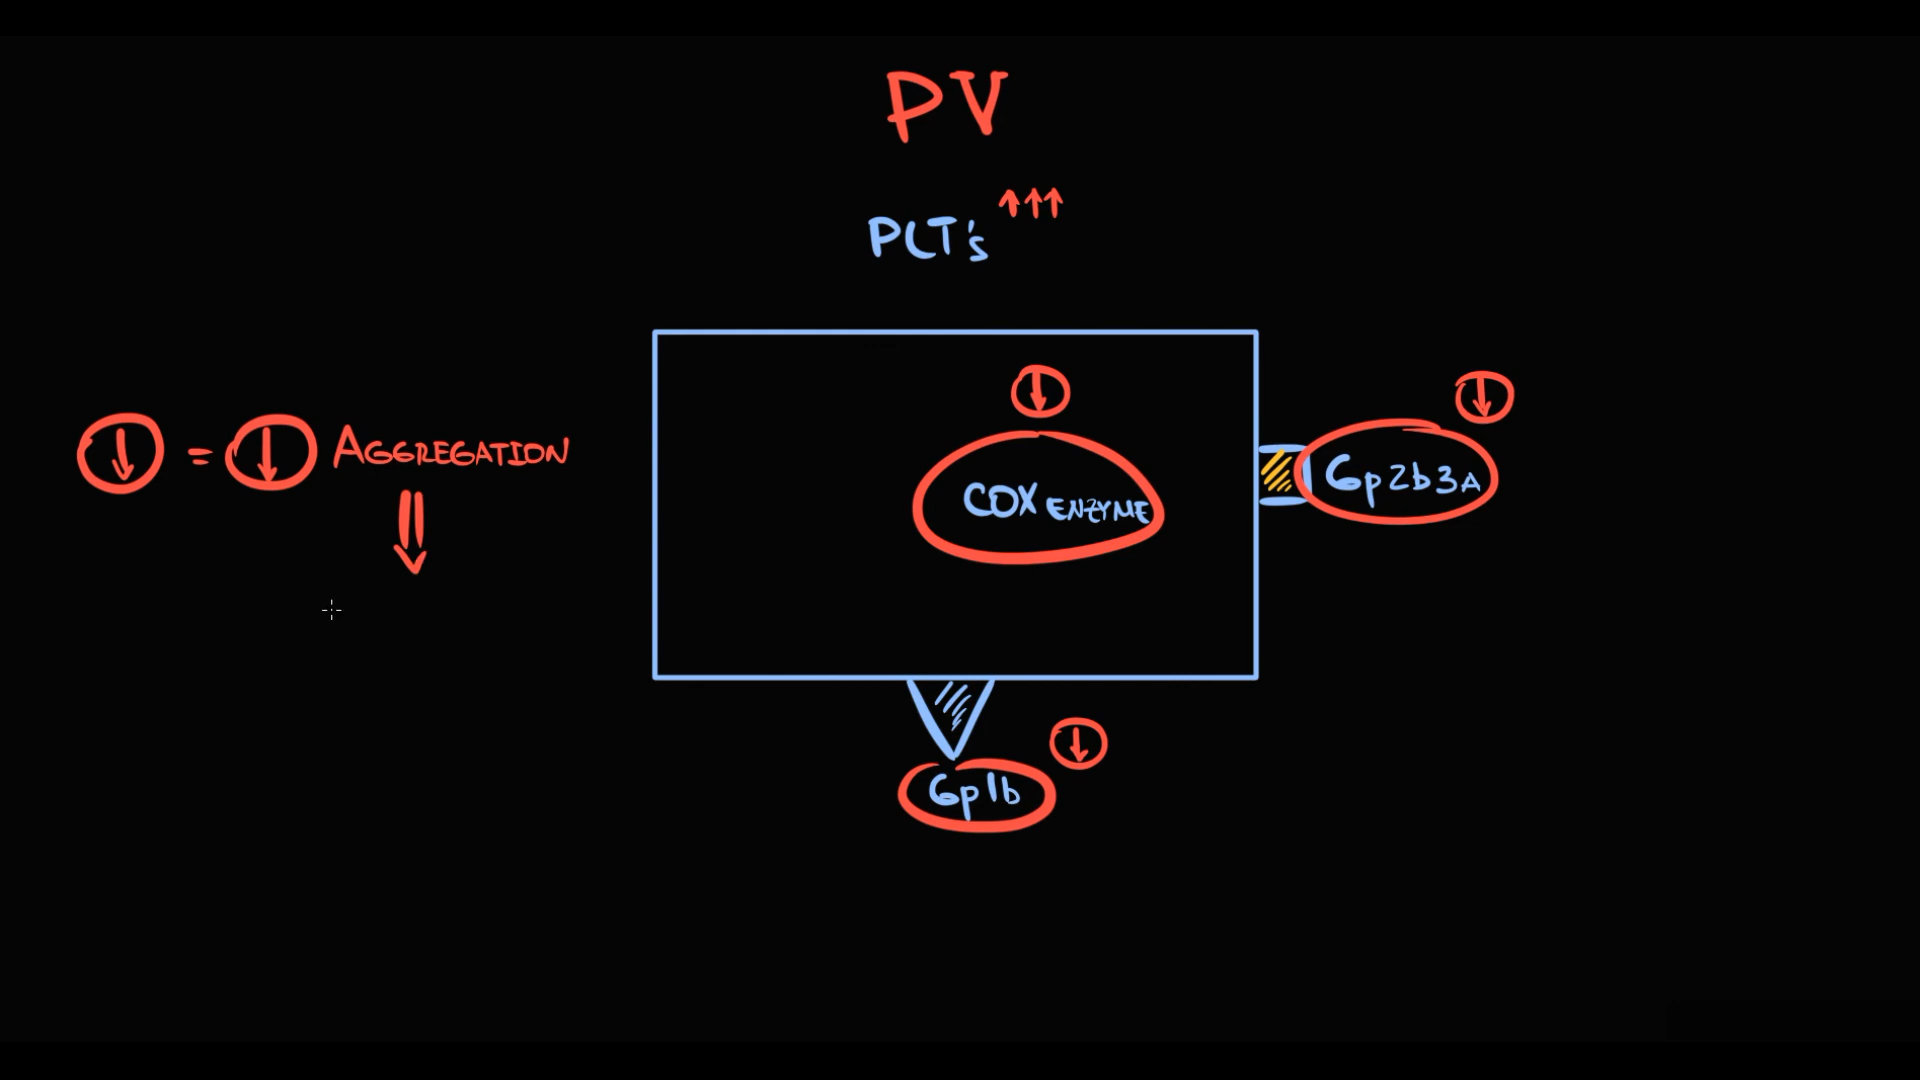 PV
PLT's ↑↑↑
↓ = ↓ AGGREGATION
↓
COX ENZYME
↓
Gp2b3A
↓
Gp1b